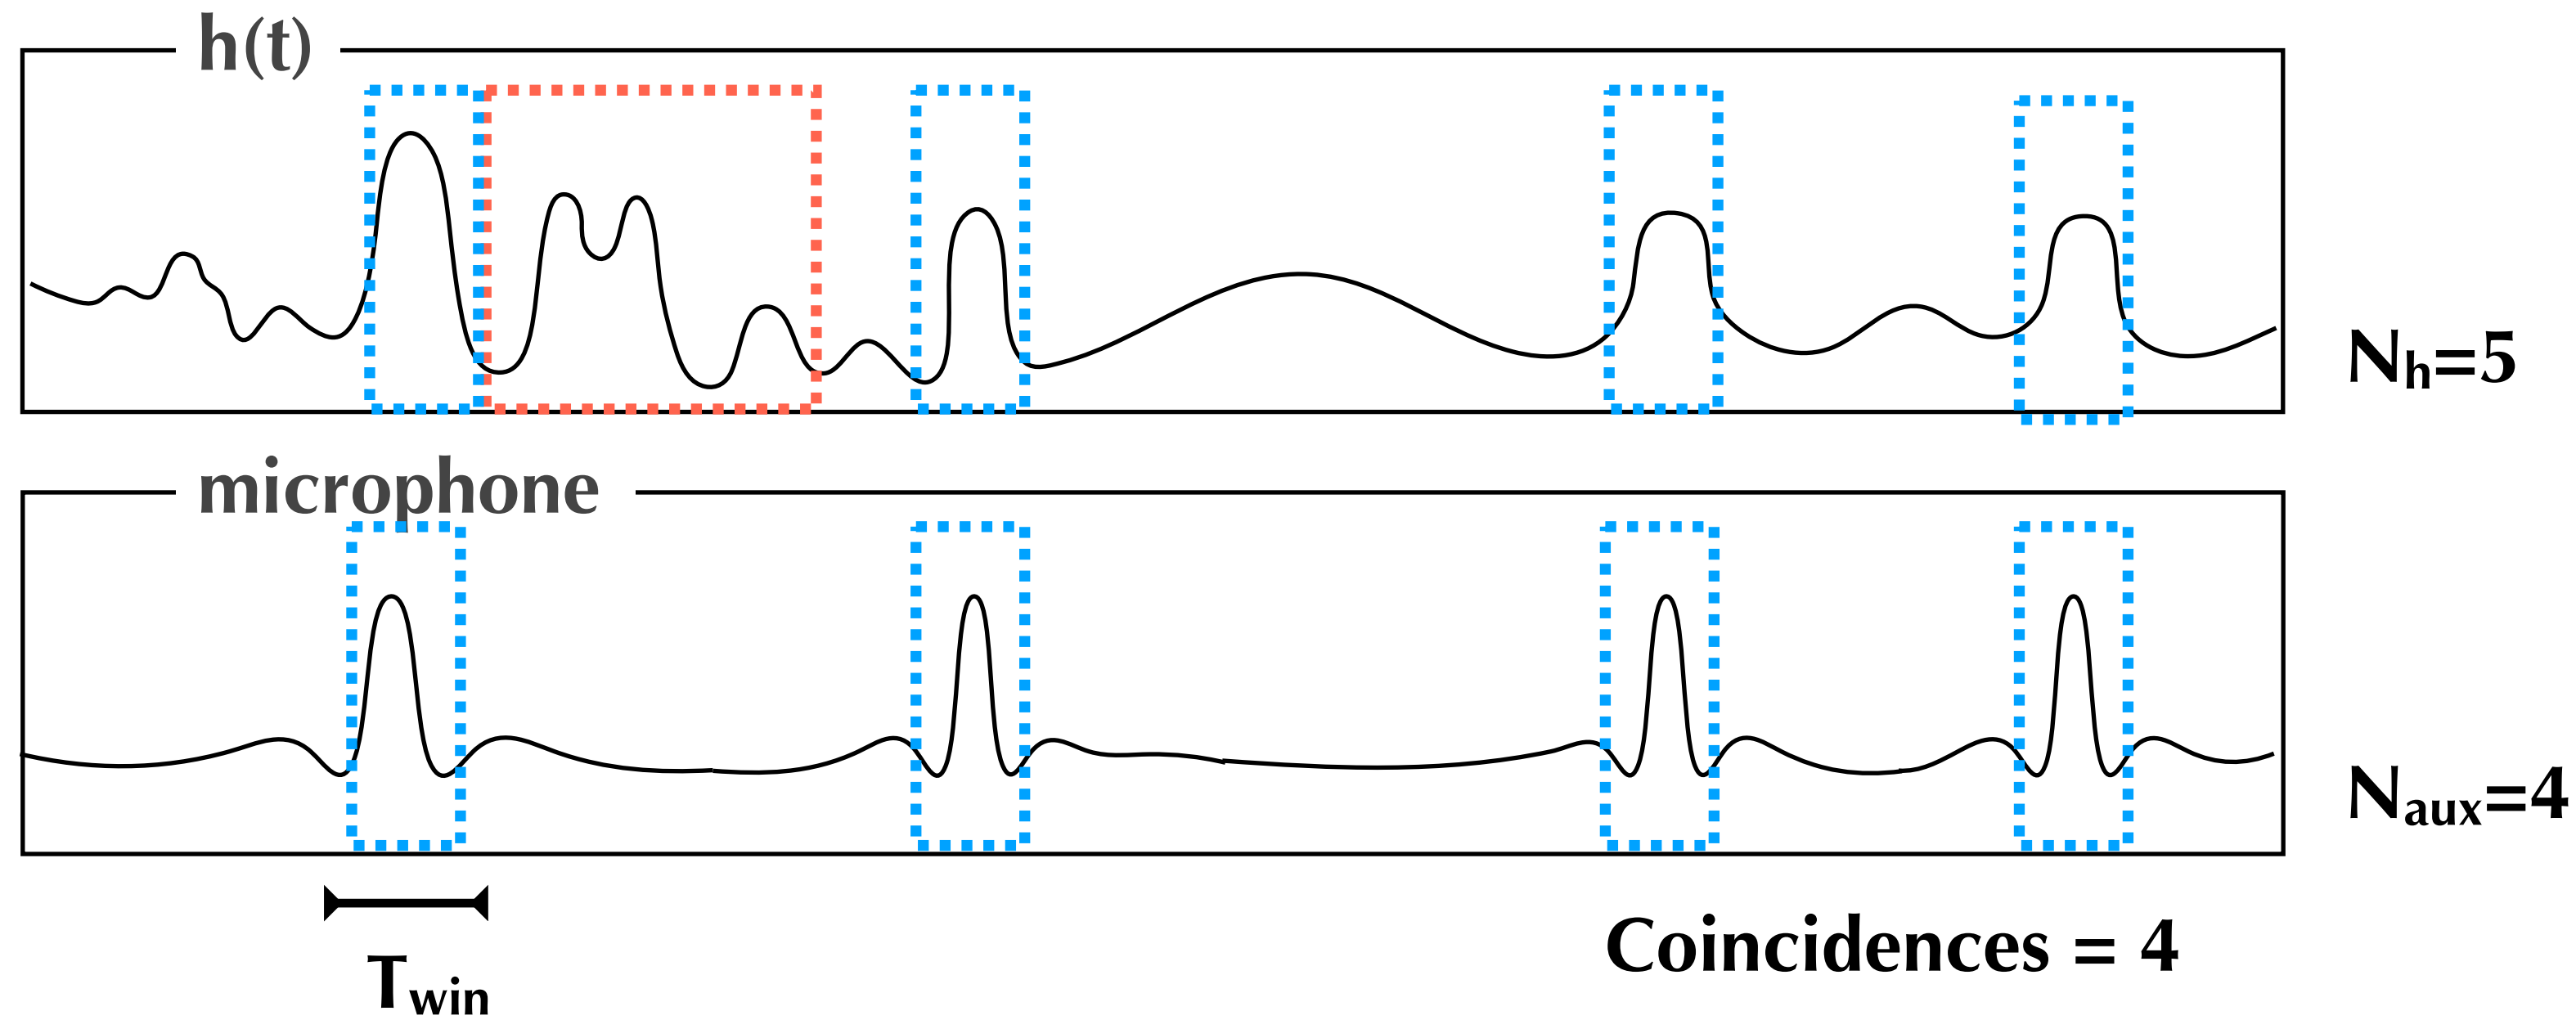 h(t)
N_h=5
microphone
N_aux=4
T_win
Coincidences = 4